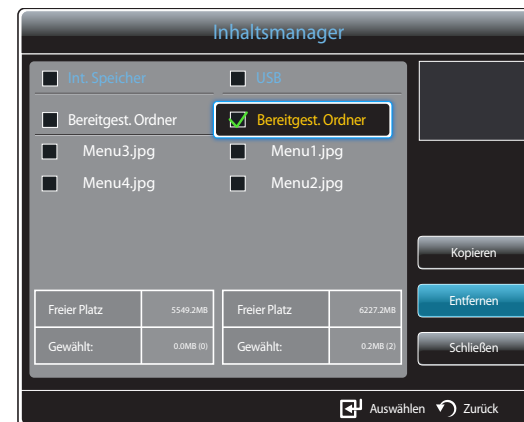 Inhaltsmanager
Int. Speicher USB
Bereitgest. Ordner Bereitgest. Ordner
Menu3.jpg Menu1.jpg
Menu4.jpg Menu2.jpg
Kopieren
Freier Platz 5549.2MB Freier Platz 6227.2MB Entfernen
Gewählt: 0.0MB (0) Gewählt: 0.2MB (2) Schließen
Auswählen Zurück